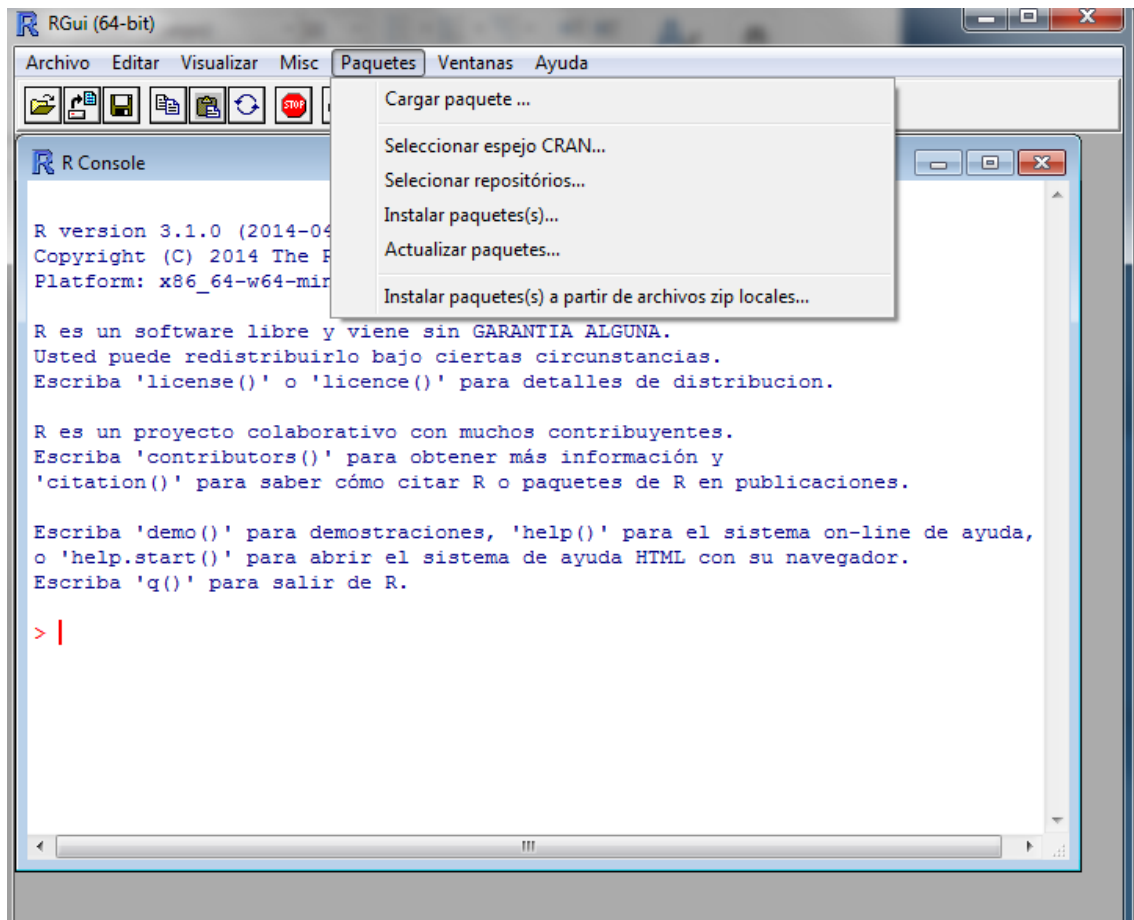 RGui (64-bit)
Archivo Editar Visualizar Misc Paquetes Ventanas Ayuda
STOP
Cargar paquete ...
Seleccionar espejo CRAN...
Selecionar repositórios...
Instalar paquetes(s)...
Actualizar paquetes...
Instalar paquetes(s) a partir de archivos zip locales...
R Console
R version 3.1.0 (2014-04
Copyright (C) 2014 The
Platform: x86_64-w64-min
R es un software libre y viene sin GARANTIA ALGUNA.
Usted puede redistribuirlo bajo ciertas circunstancias.
Escriba 'license()' o 'licence()' para detalles de distribucion.
R es un proyecto colaborativo con muchos contribuyentes.
Escriba 'contributors()' para obtener más información y
'citation()' para saber cómo citar R o paquetes de R en publicaciones.
Escriba 'demo()' para demostraciones, 'help()' para el sistema on-line de ayuda,
o 'help.start()' para abrir el sistema de ayuda HTML con su navegador.
Escriba 'q()' para salir de R.
>